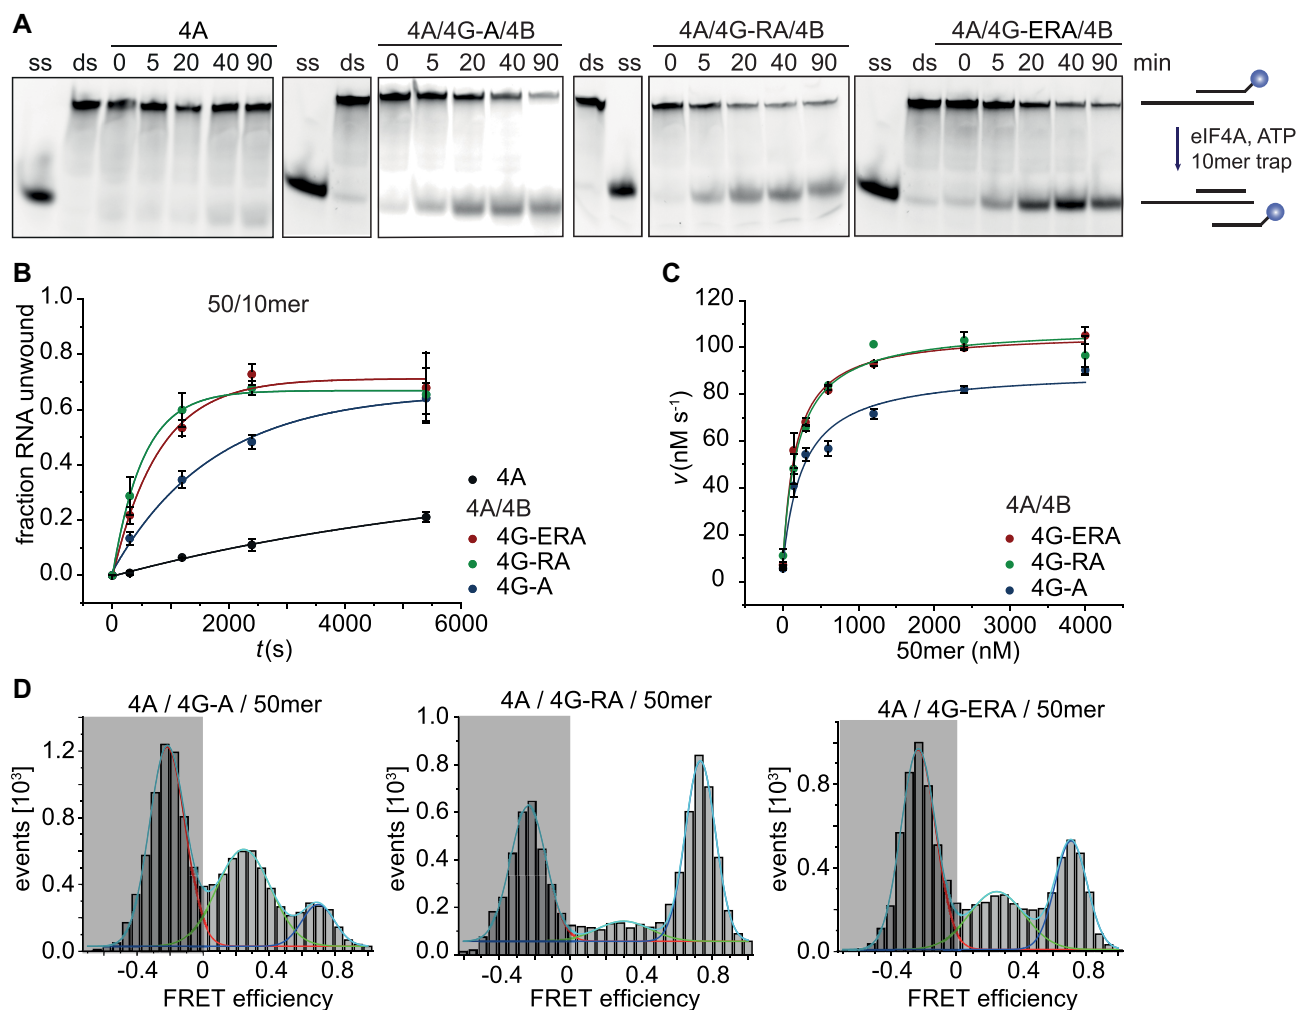 A
4A
4A/4G-A/4B
4A/4G-RA/4B
4A/4G-ERA/4B
ss ds 0 5 20 40 90
ss ds 0 5 20 40 90
ds ss 0 5 20 40 90
ss ds 0 5 20 40 90 min
eIF4A, ATP
10mer trap
B
50/10mer
fraction RNA unwound
1.0
0.8
0.6
0.4
0.2
0.0
0 2000 4000 6000
t(s)
4A
4A/4B
4G-ERA
4G-RA
4G-A
C
v(nM s-1)
120
100
80
60
40
20
0
0 1000 2000 3000 4000
50mer (nM)
4A/4B
4G-ERA
4G-RA
4G-A
D
4A / 4G-A / 50mer
events [10³]
1.2
0.8
0.4
0.0
-0.4 0 0.4 0.8
FRET efficiency
4A / 4G-RA / 50mer
events [10³]
1.0
0.8
0.6
0.4
0.2
0.0
-0.4 0 0.4 0.8
FRET efficiency
4A / 4G-ERA / 50mer
events [10³]
0.8
0.4
0.0
-0.4 0 0.4 0.8
FRET efficiency